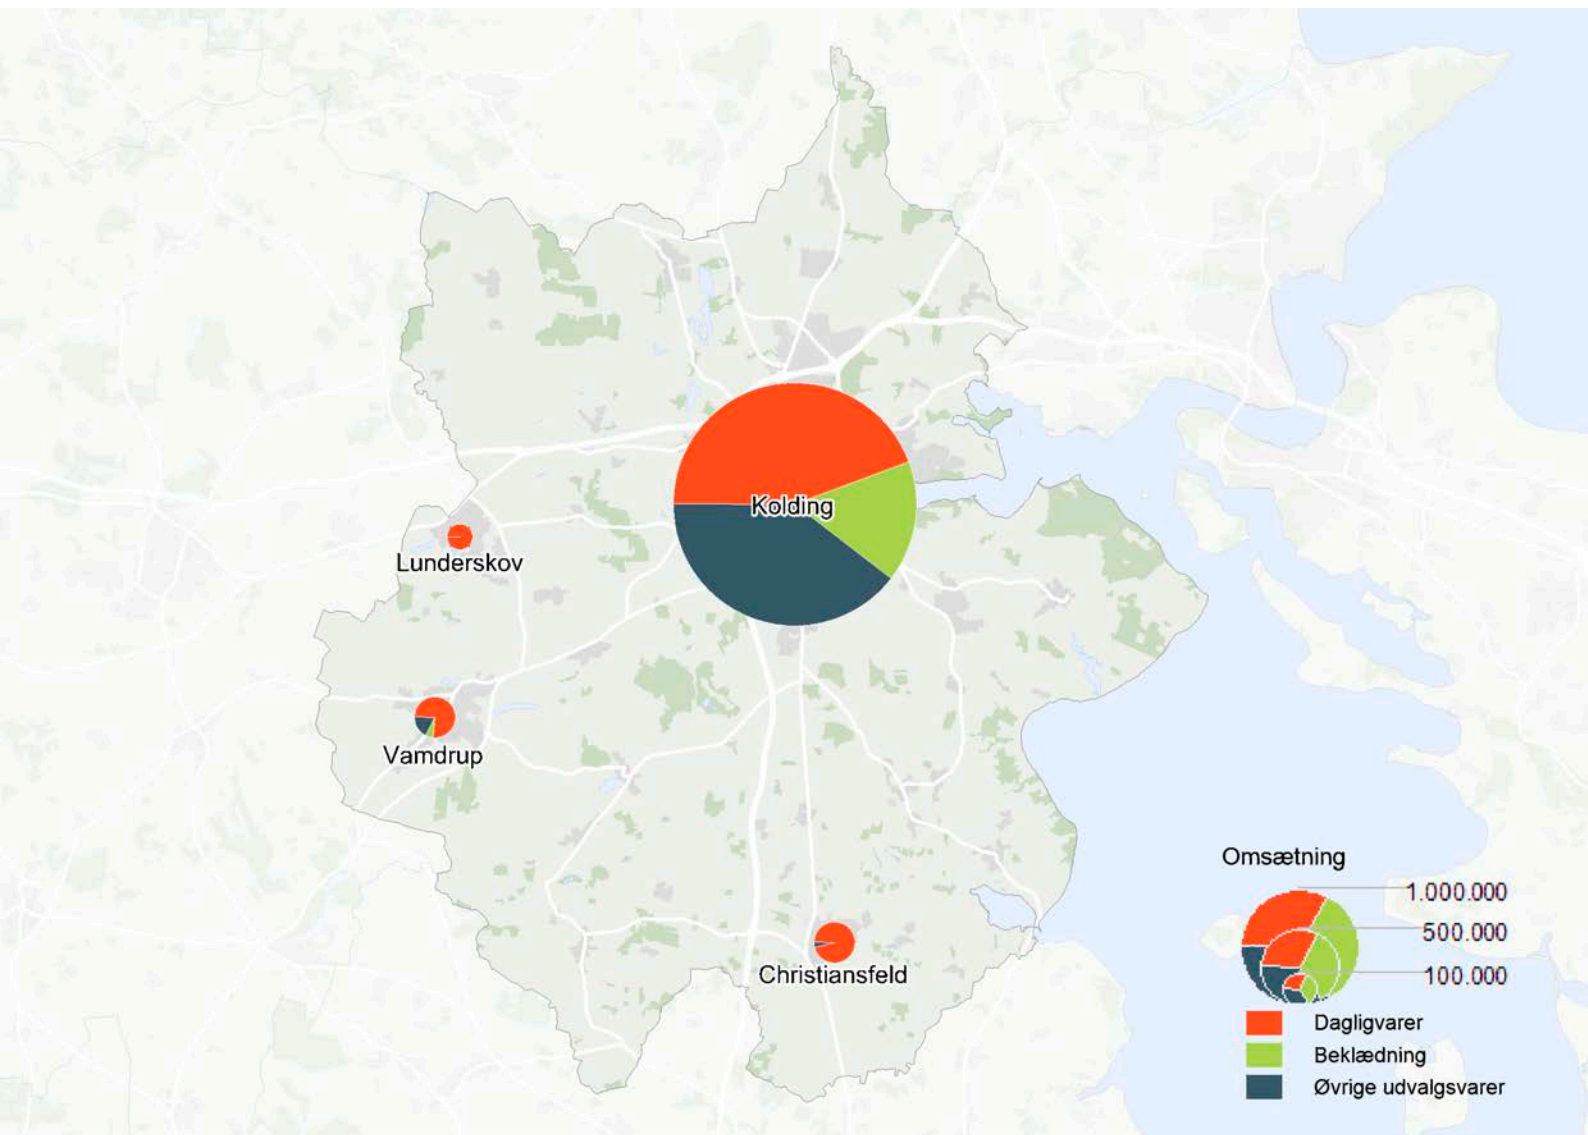 Kolding
Lunderskov
Vamdrup
Christiansfeld
Omsætning
1.000.000
500.000
100.000
Dagligvarer
Beklædning
Øvrige udvalgsvarer